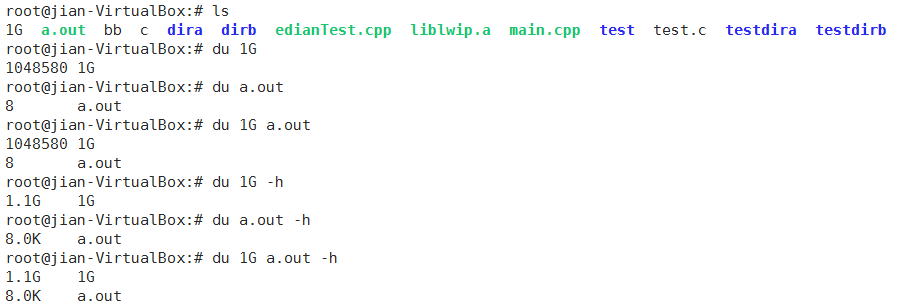 root@jian-VirtualBox:# ls
1G  a.out  bb  c  dira  dirb  edianTest.cpp  liblwip.a  main.cpp  test  test.c  testdira  testdirb
root@jian-VirtualBox:# du 1G
1048580 1G
root@jian-VirtualBox:# du a.out
8       a.out
root@jian-VirtualBox:# du 1G a.out
1048580 1G
8       a.out
root@jian-VirtualBox:# du 1G -h
1.1G    1G
root@jian-VirtualBox:# du a.out -h
8.0K    a.out
root@jian-VirtualBox:# du 1G a.out -h
1.1G    1G
8.0K    a.out